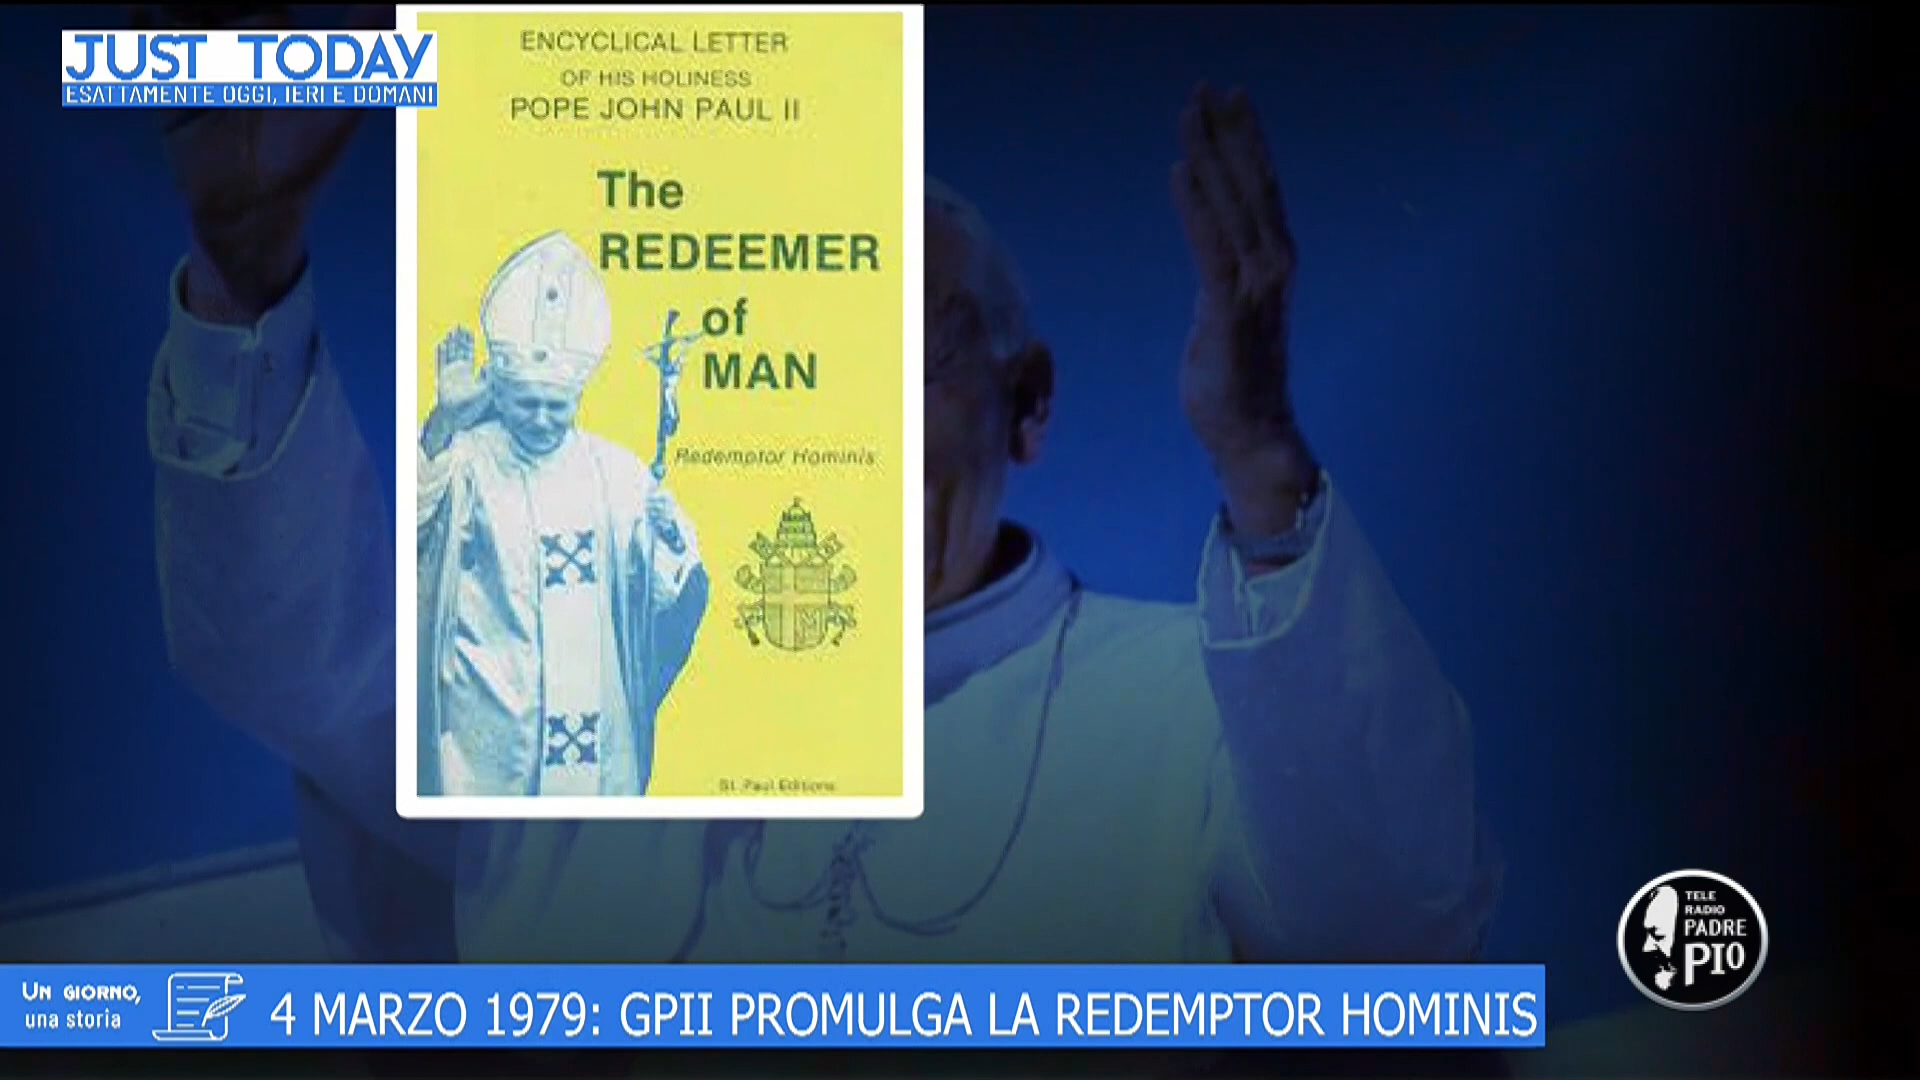 JUST TODAY
ESATTAMENTE OGGI, IERI E DOMANI
ENCYCLICAL LETTER
OF HIS HOLINESS
POPE JOHN PAUL II
The
REDEEMER
of
MAN
Redemptor Hominis
St. Paul Editions
TELE
RADIO
PADRE
PIO
UN GIORNO,
una storia
4 MARZO 1979: GPII PROMULGA LA REDEMPTOR HOMINIS